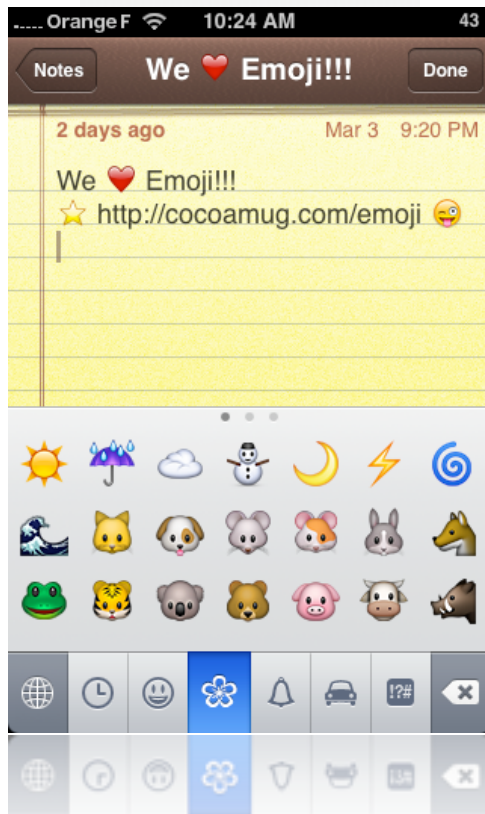 Orange F 10:24 AM 43
Notes We ❤️ Emoji!!! Done
2 days ago Mar 3 9:20 PM
We ❤️ Emoji!!!
⭐ http://cocoamug.com/emoji 😜
!?#